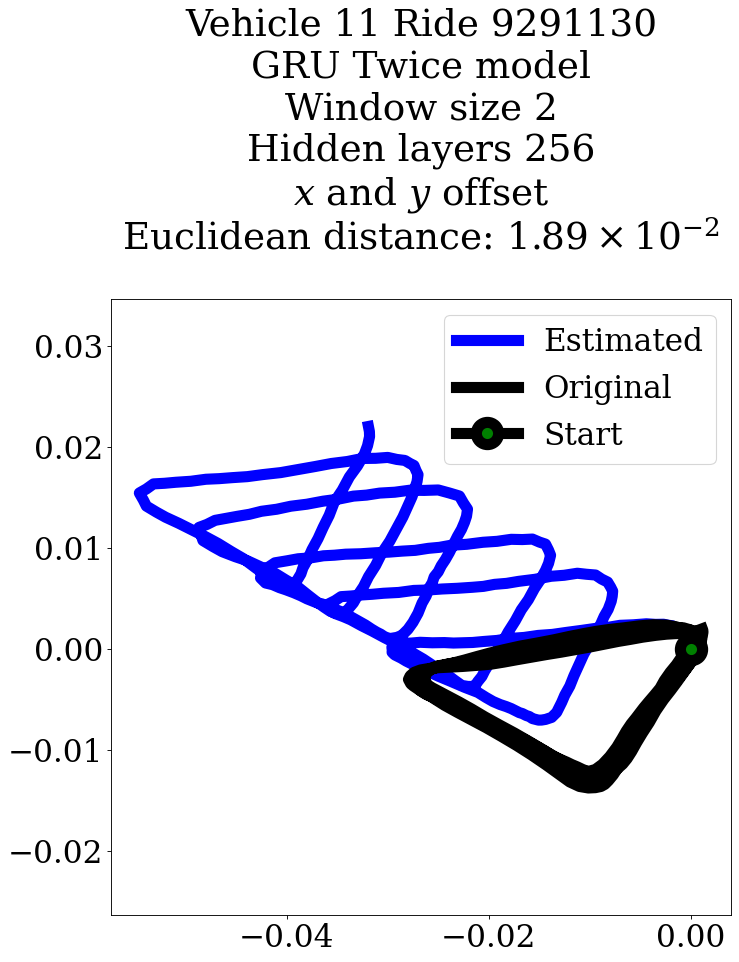 Vehicle 11 Ride 9291130
GRU Twice model
Window size 2
Hidden layers 256
x and y offset
Euclidean distance: 1.89 × 10⁻²
Estimated
Original
Start
0.03
0.02
0.01
0.00
−0.01
−0.02
−0.04
−0.02
0.00